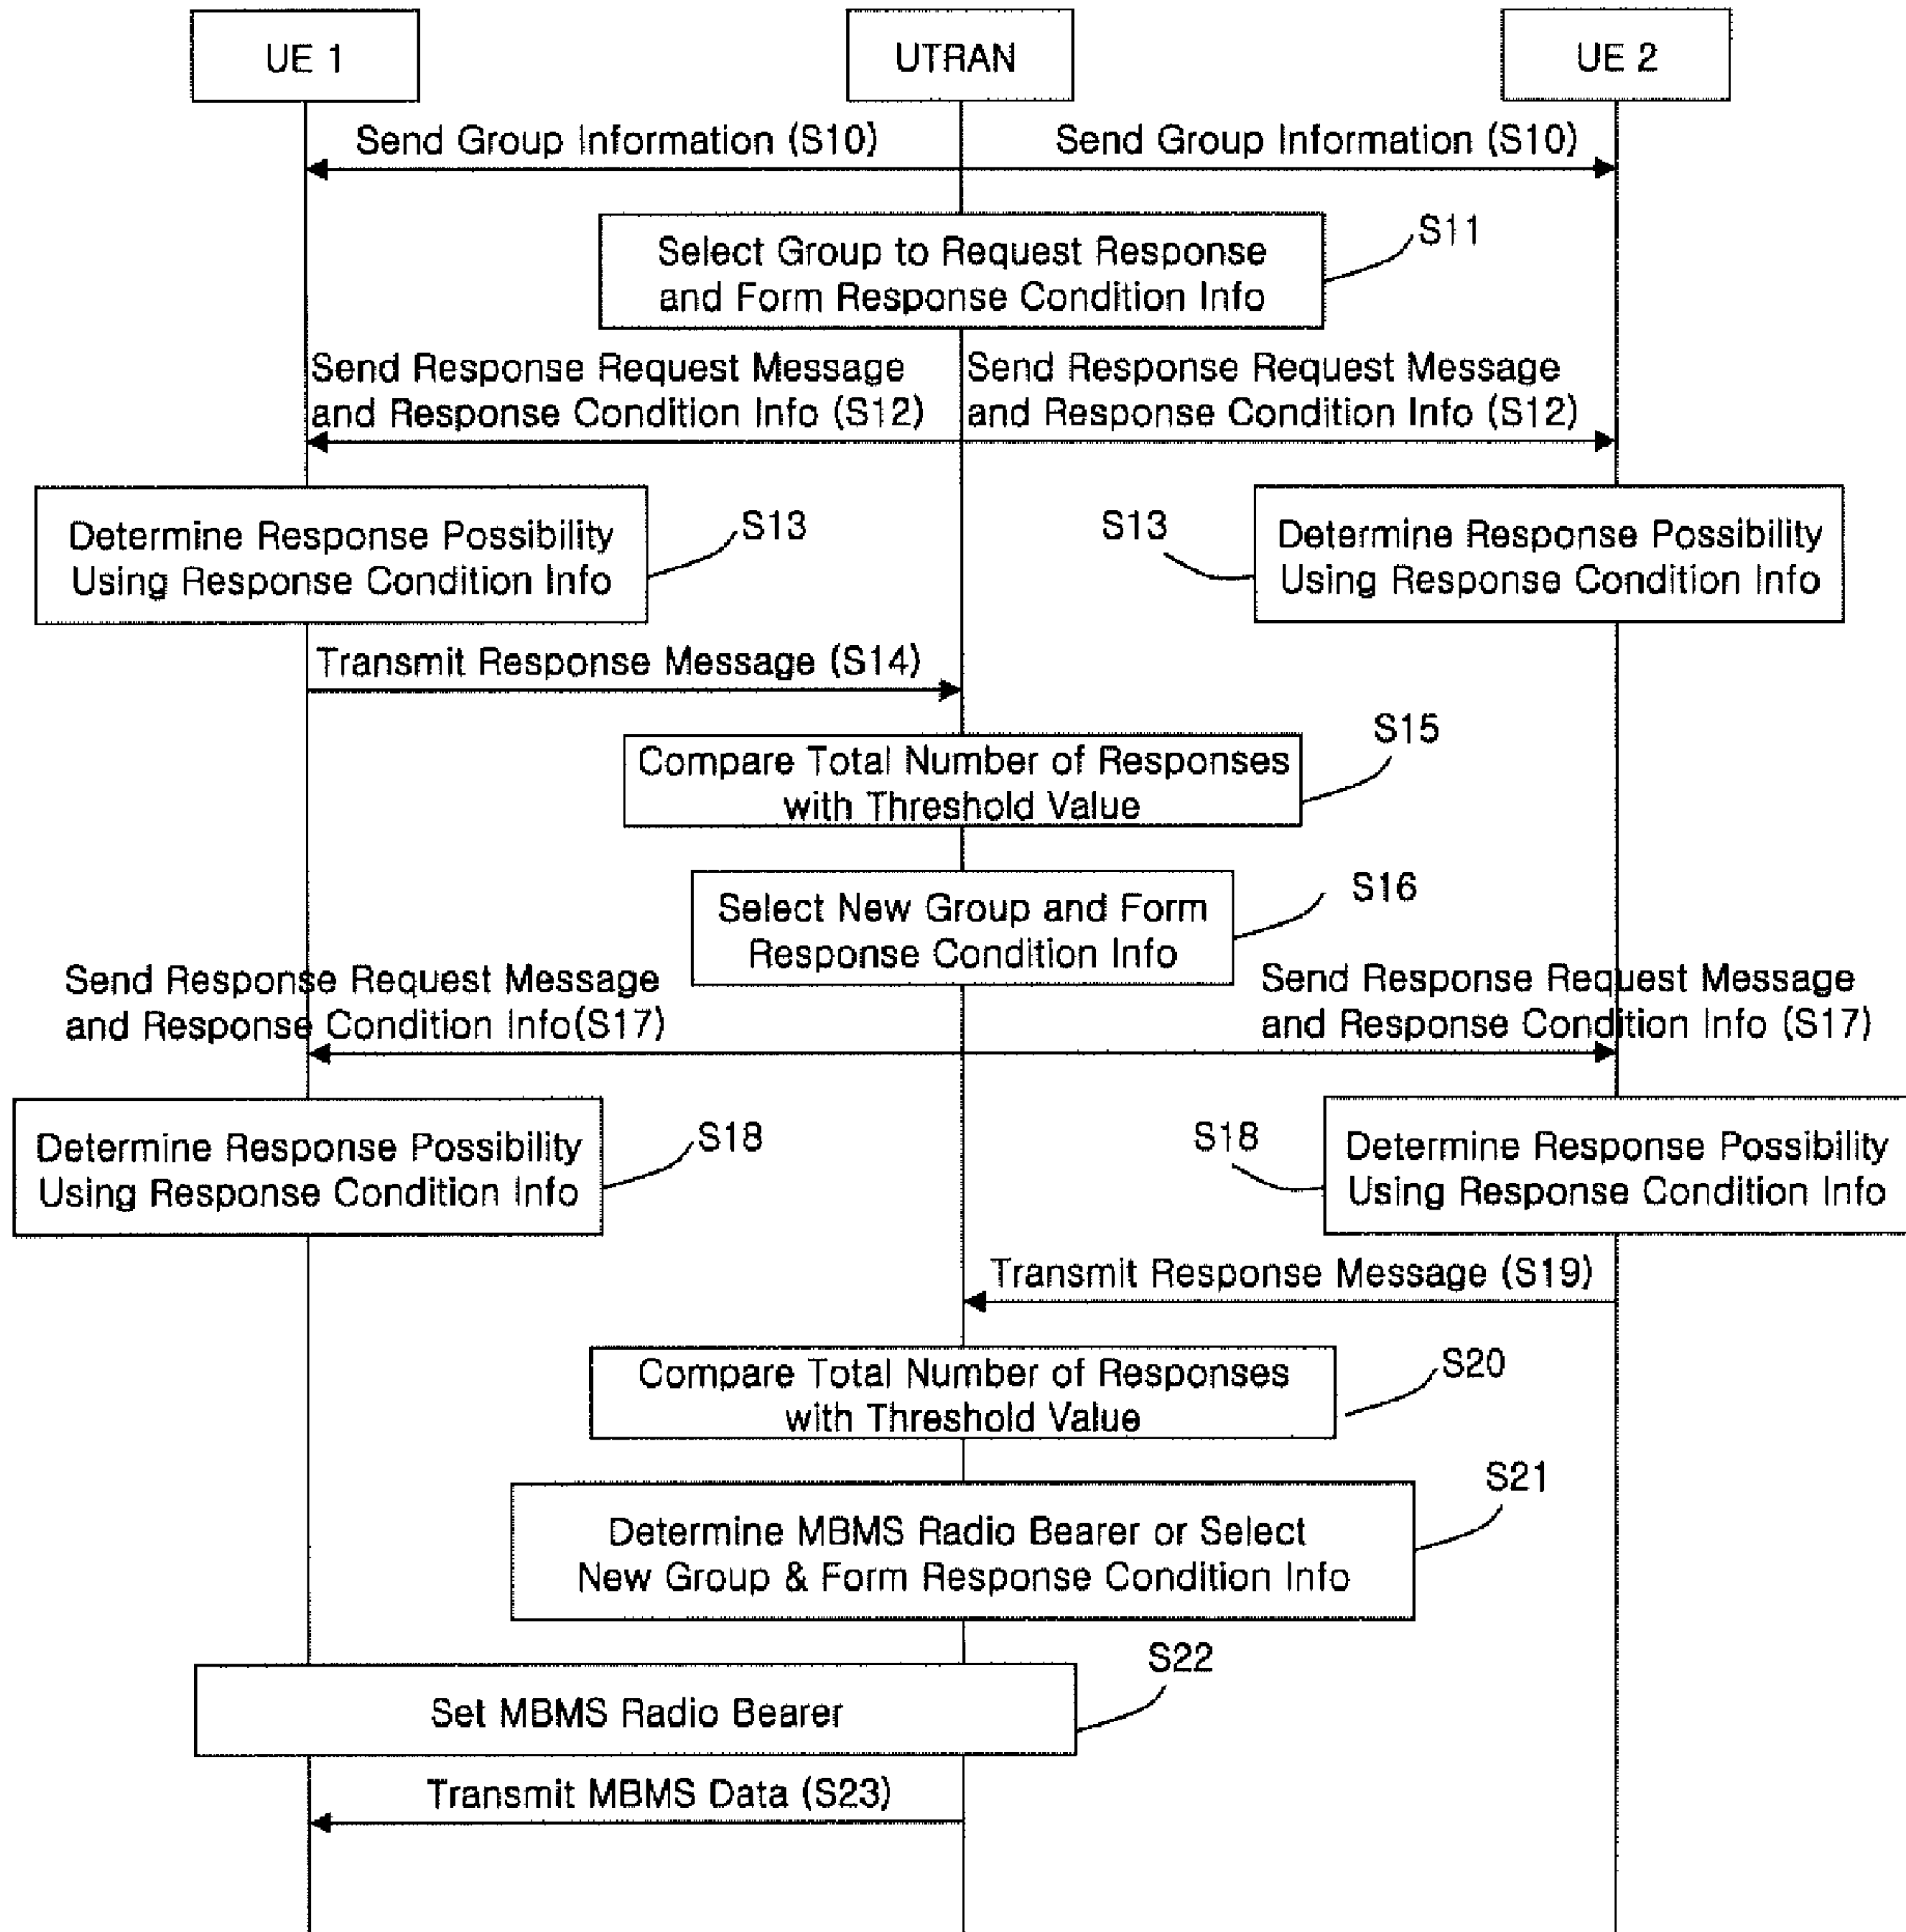 UE 1
UTRAN
UE 2
Send Group Information (S10)
Send Group Information (S10)
Select Group to Request Response
and Form Response Condition Info
S11
Send Response Request Message
and Response Condition Info (S12)
Send Response Request Message
and Response Condition Info (S12)
Determine Response Possibility
Using Response Condition Info
S13
S13
Determine Response Possibility
Using Response Condition Info
Transmit Response Message (S14)
Compare Total Number of Responses
with Threshold Value
S15
Select New Group and Form
Response Condition Info
S16
Send Response Request Message
and Response Condition Info(S17)
Send Response Request Message
and Response Condition Info (S17)
Determine Response Possibility
Using Response Condition Info
S18
S18
Determine Response Possibility
Using Response Condition Info
Transmit Response Message (S19)
Compare Total Number of Responses
with Threshold Value
S20
Determine MBMS Radio Bearer or Select
New Group & Form Response Condition Info
S21
Set MBMS Radio Bearer
S22
Transmit MBMS Data (S23)